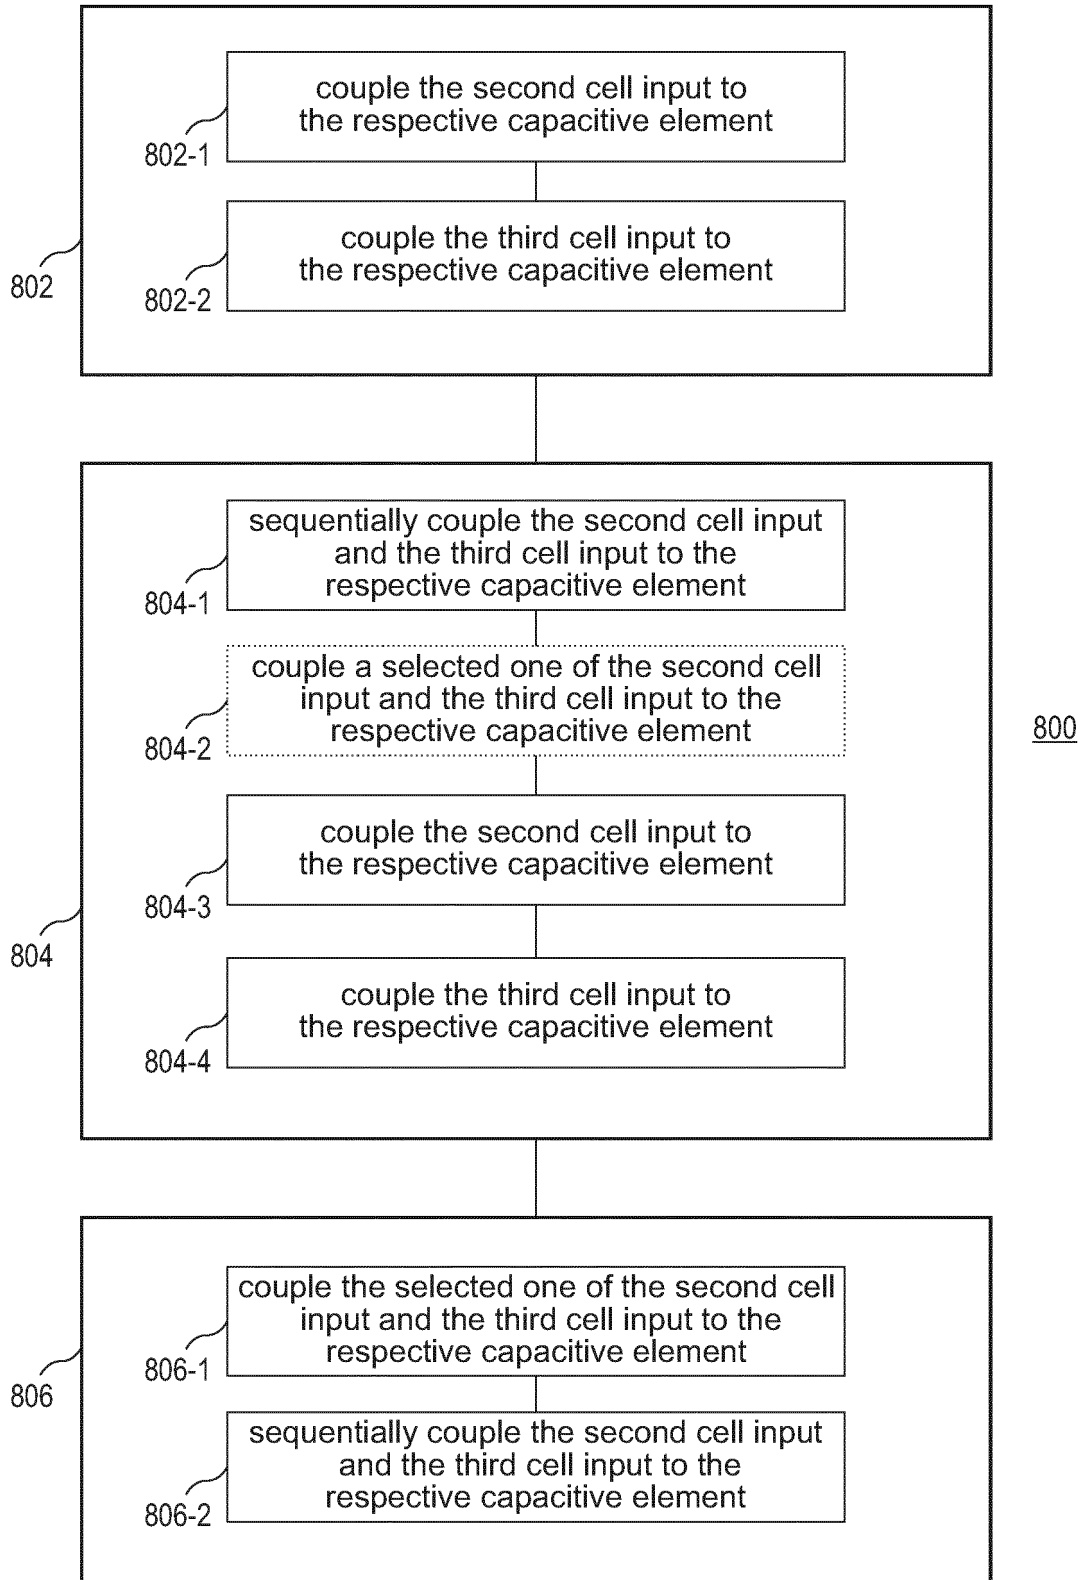 couple the second cell input to
the respective capacitive element
802-1
couple the third cell input to
the respective capacitive element
802-2
802
sequentially couple the second cell input
and the third cell input to the
respective capacitive element
804-1
couple a selected one of the second cell
input and the third cell input to the
respective capacitive element
804-2
800
couple the second cell input to
the respective capacitive element
804-3
804
couple the third cell input to
the respective capacitive element
804-4
couple the selected one of the second cell
input and the third cell input to the
respective capacitive element
806-1
806
sequentially couple the second cell input
and the third cell input to the
respective capacitive element
806-2